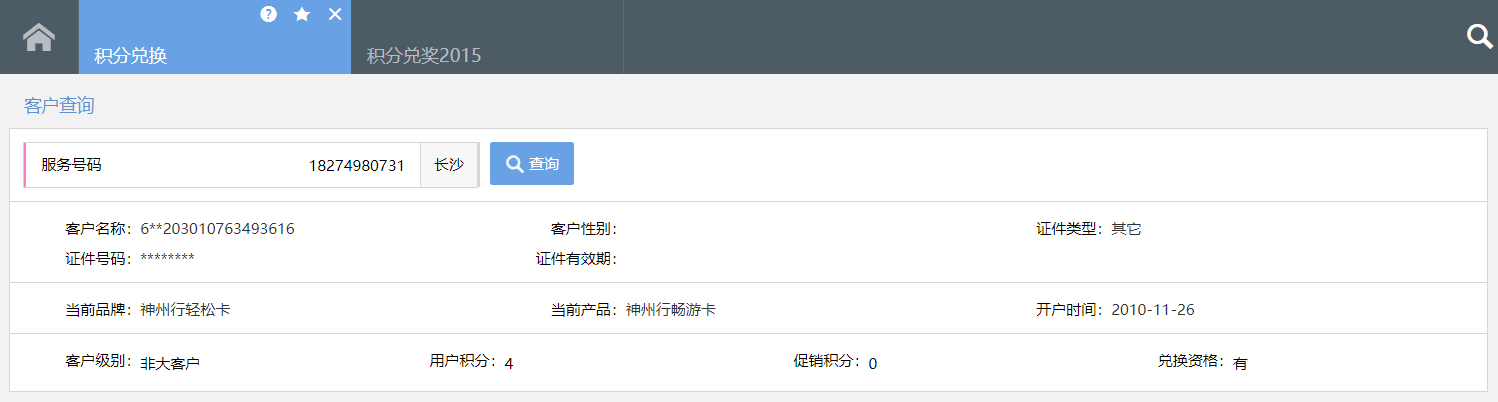 积分兑换
积分兑奖2015
客户查询
服务号码 18274980731 长沙 查询
客户名称： 6**203010763493616 客户性别： 证件类型： 其它
证件号码： ******** 证件有效期：
当前品牌： 神州行轻松卡 当前产品： 神州行畅游卡 开户时间： 2010-11-26
客户级别： 非大客户 用户积分： 4 促销积分： 0 兑换资格： 有